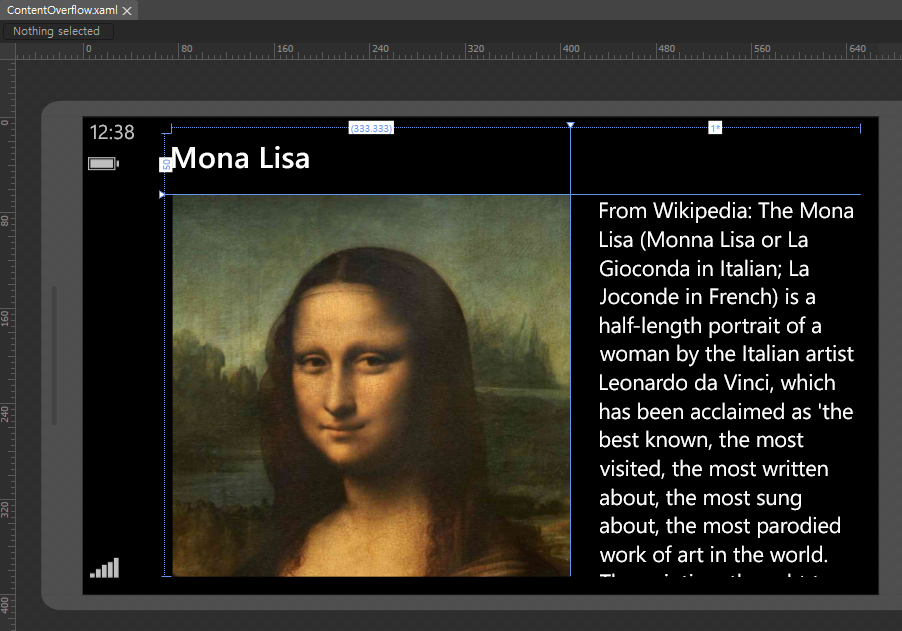 ContentOverflow.xaml
Nothing selected
0 80 160 240 320 400 480 560 640
0
80
160
240
320
400
12:38
(333.333)
1*
50
Mona Lisa
From Wikipedia: The Mona
Lisa (Monna Lisa or La
Gioconda in Italian; La
Joconde in French) is a
half-length portrait of a
woman by the Italian artist
Leonardo da Vinci, which
has been acclaimed as 'the
best known, the most
visited, the most written
about, the most sung
about, the most parodied
work of art in the world.